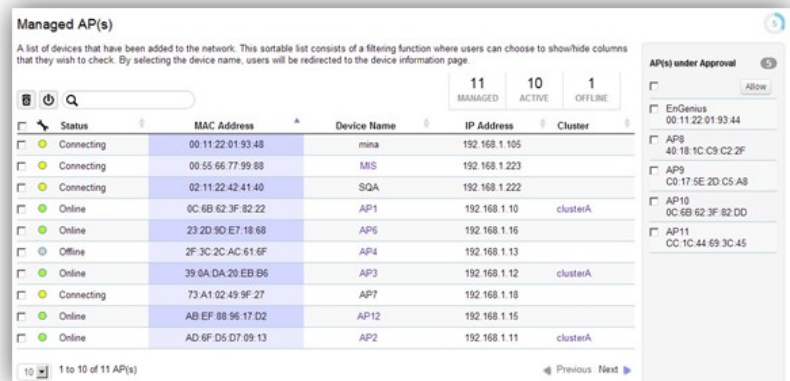 Managed AP(s)
5
A list of devices that have been added to the network. This sortable list consists of a filtering function where users can choose to show/hide columns
that they wish to check. By selecting the device name, users will be redirected to the device information page.
11 MANAGED 10 ACTIVE 1 OFFLINE
Status MAC Address Device Name IP Address Cluster
Connecting 00:11:22:01:93:48 mina 192.168.1.105
Connecting 00:55:66:77:99:88 MIS 192.168.1.223
Connecting 02:11:22:42:41:40 SQA 192.168.1.222
Online 0C:6B:62:3F:82:22 AP1 192.168.1.10 clusterA
Online 23:2D:9D:E7:18:68 AP6 192.168.1.16
Offline 2F:3C:2C:AC:61:6F AP4 192.168.1.13
Online 39:0A:DA:20:EB:B6 AP3 192.168.1.12 clusterA
Connecting 73:A1:02:49:9F:27 AP7 192.168.1.18
Online AB:EF:88:96:17:D2 AP12 192.168.1.15
Online AD:6F:D5:D7:09:13 AP2 192.168.1.11 clusterA
10 1 to 10 of 11 AP(s) Previous Next
AP(s) under Approval 5
Allow
EnGenius
00:11:22:01:93:44
AP8
40:18:1C:C9:C2:2F
AP9
C0:17:5E:2D:C5:A8
AP10
0C:6B:62:3F:82:DD
AP11
CC:1C:44:69:3C:45